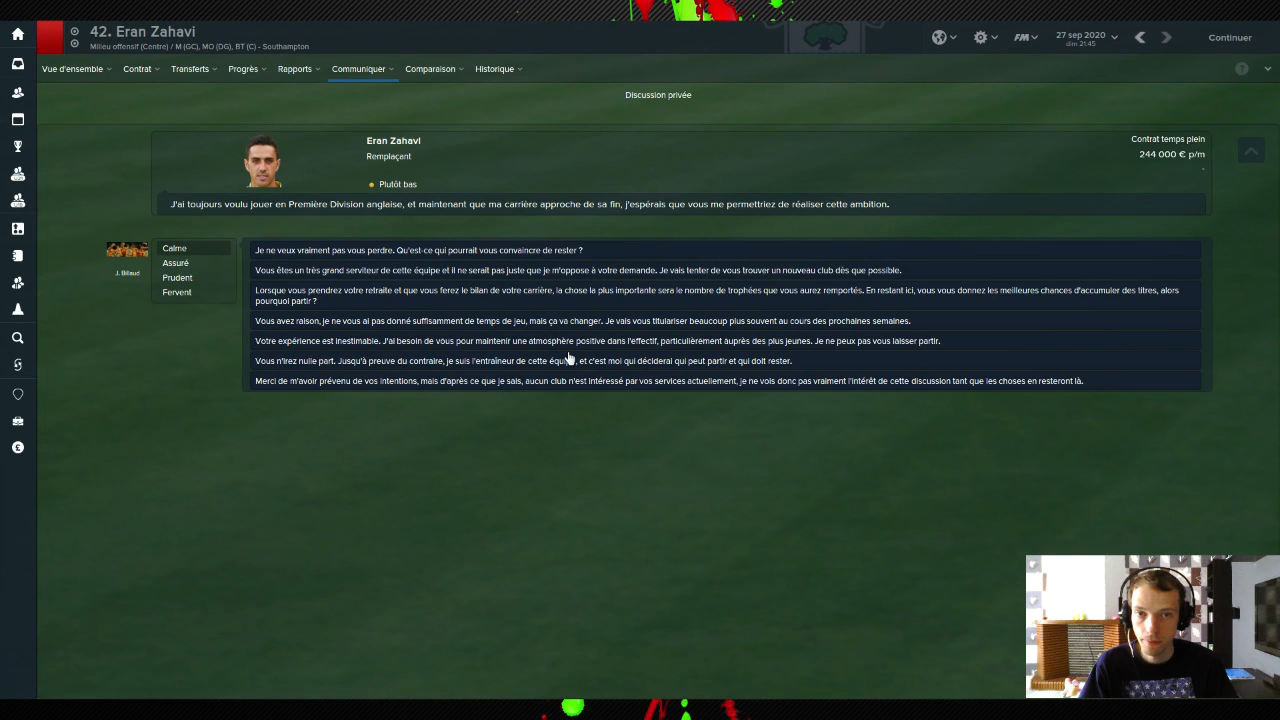 42. Eran Zahavi
Milieu offensif (Centre) / M (GC), MO (DG), BT (C) - Southampton
FM
27 sep 2020
dim 21:45
Continuer
Vue d'ensemble
Contrat
Transferts
Progrès
Rapports
Communiquer
Comparaison
Historique
Discussion privée
Eran Zahavi
Remplaçant
Plutôt bas
Contrat temps plein
244 000 € p/m
-
J'ai toujours voulu jouer en Première Division anglaise, et maintenant que ma carrière approche de sa fin, j'espérais que vous me permettriez de réaliser cette ambition.
J. Billaud
Calme
Assuré
Prudent
Fervent
Je ne veux vraiment pas vous perdre. Qu'est-ce qui pourrait vous convaincre de rester ?
Vous êtes un très grand serviteur de cette équipe et il ne serait pas juste que je m'oppose à votre demande. Je vais tenter de vous trouver un nouveau club dès que possible.
Lorsque vous prendrez votre retraite et que vous ferez le bilan de votre carrière, la chose la plus importante sera le nombre de trophées que vous aurez remportés. En restant ici, vous vous donnez les meilleures chances d'accumuler des titres, alors
pourquoi partir ?
Vous avez raison, je ne vous ai pas donné suffisamment de temps de jeu, mais ça va changer. Je vais vous titulariser beaucoup plus souvent au cours des prochaines semaines.
Votre expérience est inestimable. J'ai besoin de vous pour maintenir une atmosphère positive dans l'effectif, particulièrement auprès des plus jeunes. Je ne peux pas vous laisser partir.
Vous n'irez nulle part. Jusqu'à preuve du contraire, je suis l'entraîneur de cette équipe, et c'est moi qui déciderai qui peut partir et qui doit rester.
Merci de m'avoir prévenu de vos intentions, mais d'après ce que je sais, aucun club n'est intéressé par vos services actuellement, je ne vois donc pas vraiment l'intérêt de cette discussion tant que les choses en resteront là.